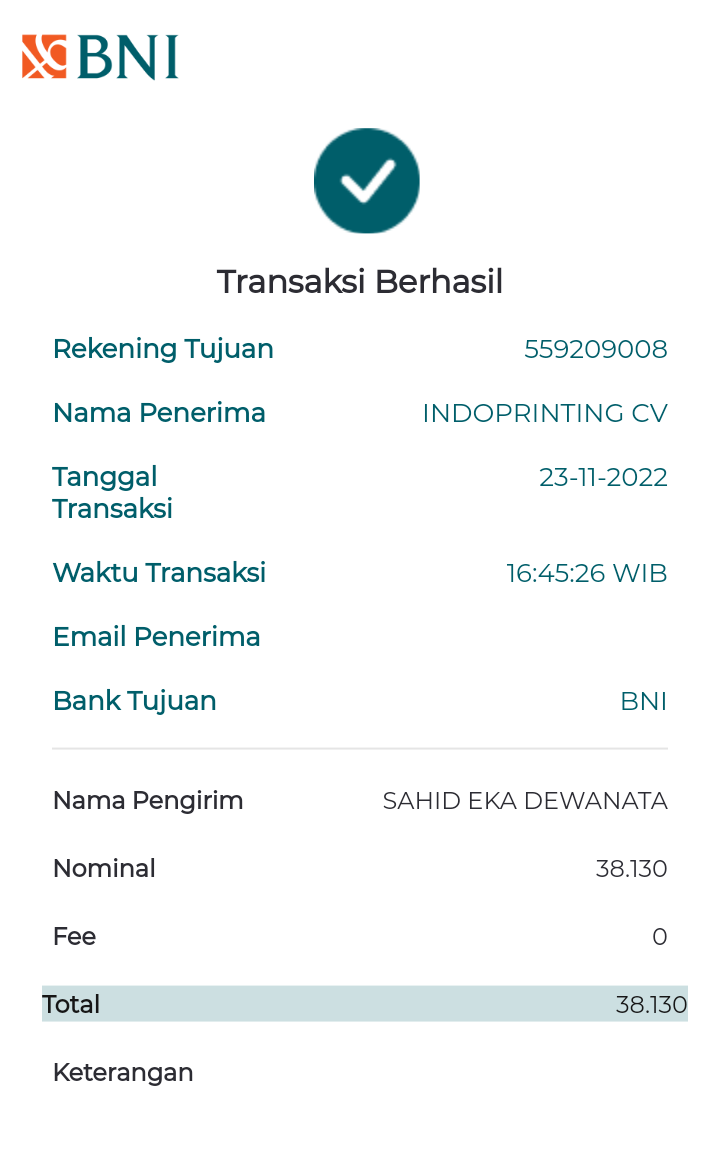 BNI
Transaksi Berhasil
Rekening Tujuan 559209008
Nama Penerima INDOPRINTING CV
Tanggal 23-11-2022
Transaksi
Waktu Transaksi 16:45:26 WIB
Email Penerima
Bank Tujuan BNI
Nama Pengirim SAHID EKA DEWANATA
Nominal 38.130
Fee 0
Total 38.130
Keterangan